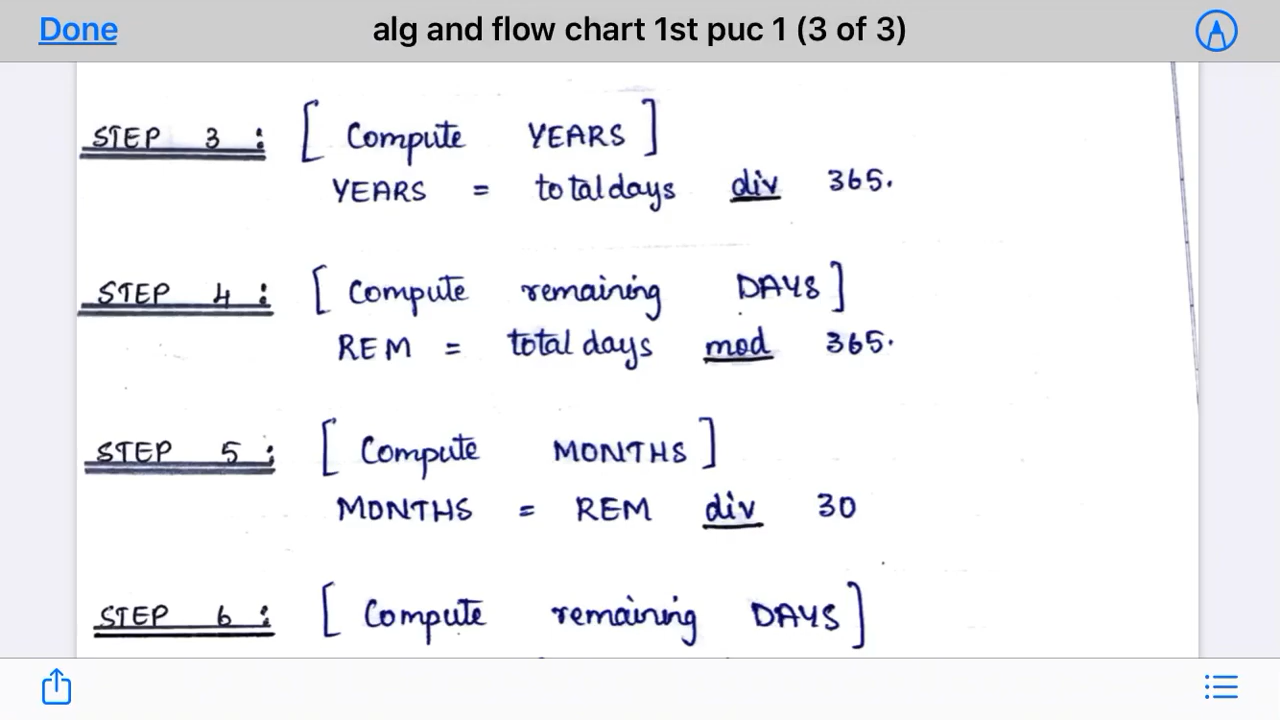 Done alg and flow chart 1st puc 1 (3 of 3)
STEP 3 : [ Compute YEARS ]
YEARS = totaldays div 365.
STEP 4 : [ Compute remaining DAYS ]
REM = total days mod 365.
STEP 5 : [ Compute MONTHS ]
MONTHS = REM div 30
STEP 6 : [ Compute remaining DAYS ]